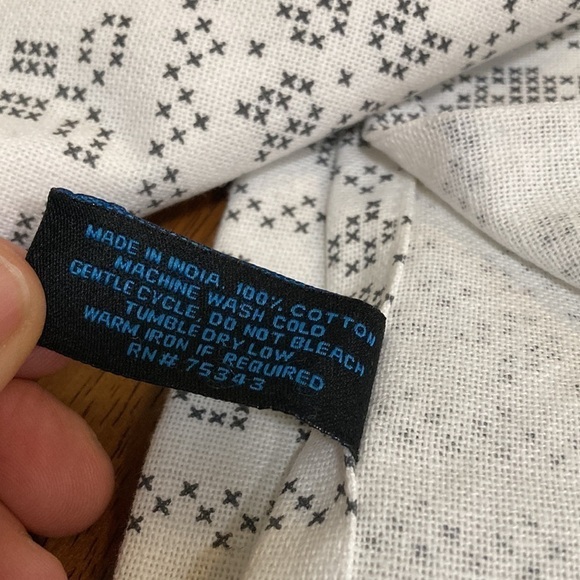 MADE IN INDIA. 100% COTTON
MACHINE WASH COLD
GENTLE CYCLE, DO NOT BLEACH
TUMBLE DRY LOW
WARM IRON IF REQUIRED
RN# 75343